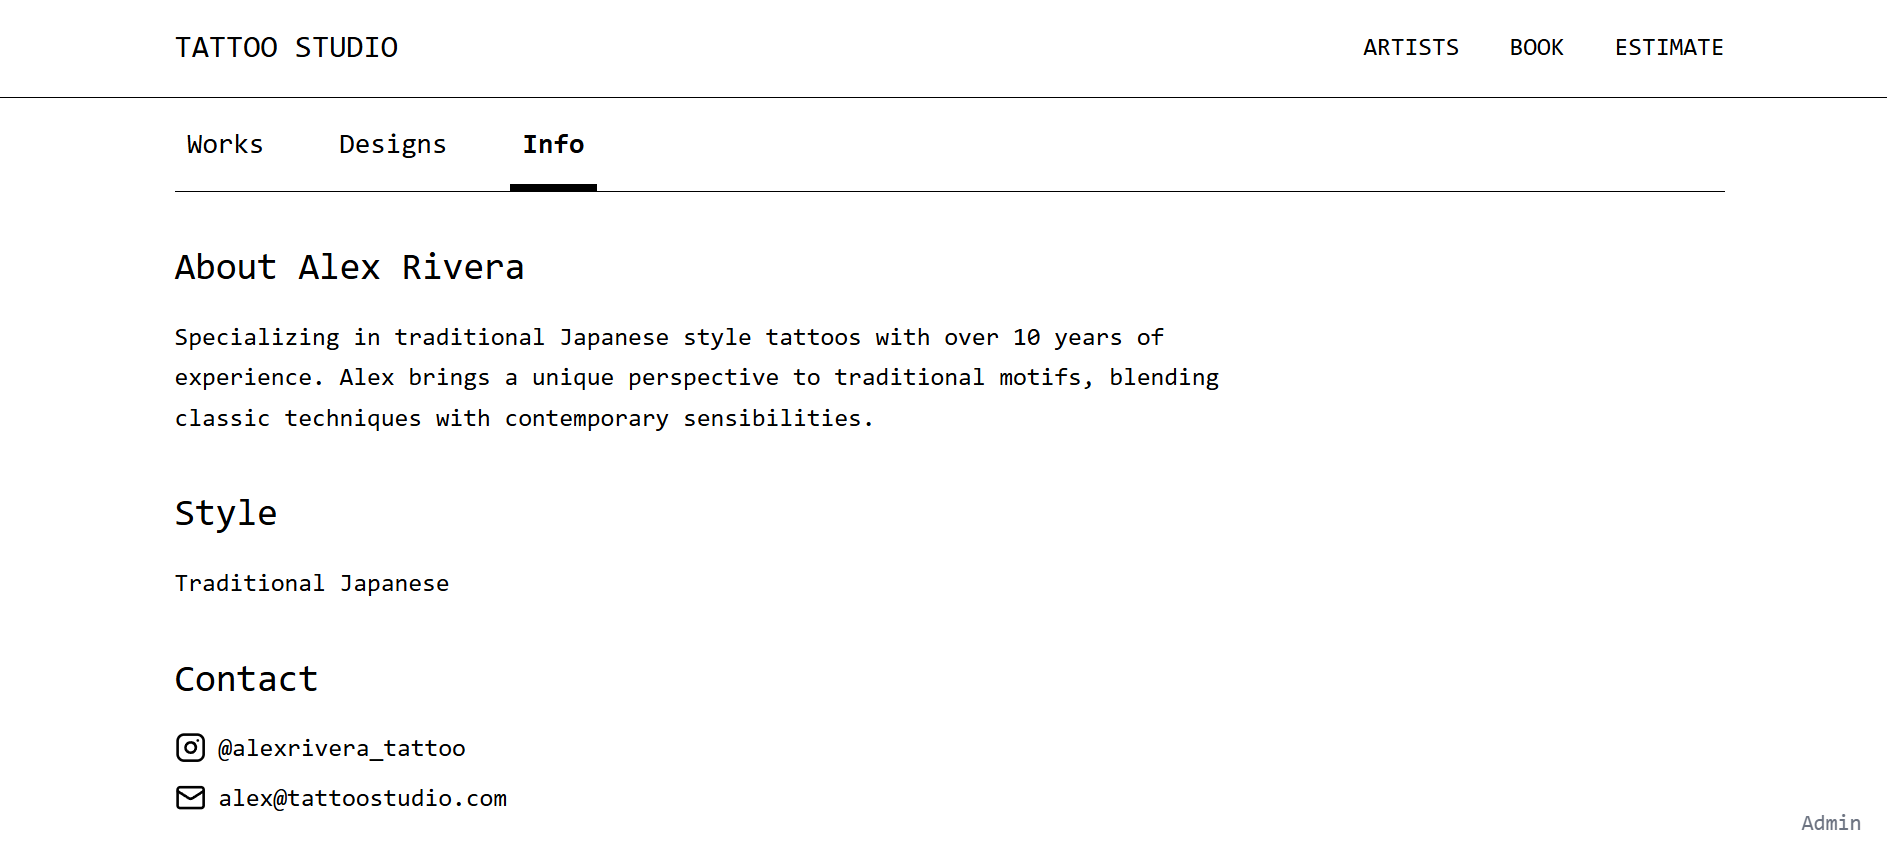 TATTOO STUDIO
ARTISTS BOOK ESTIMATE
Works Designs Info
About Alex Rivera
Specializing in traditional Japanese style tattoos with over 10 years of
experience. Alex brings a unique perspective to traditional motifs, blending
classic techniques with contemporary sensibilities.
Style
Traditional Japanese
Contact
@alexrivera_tattoo
alex@tattoostudio.com
Admin